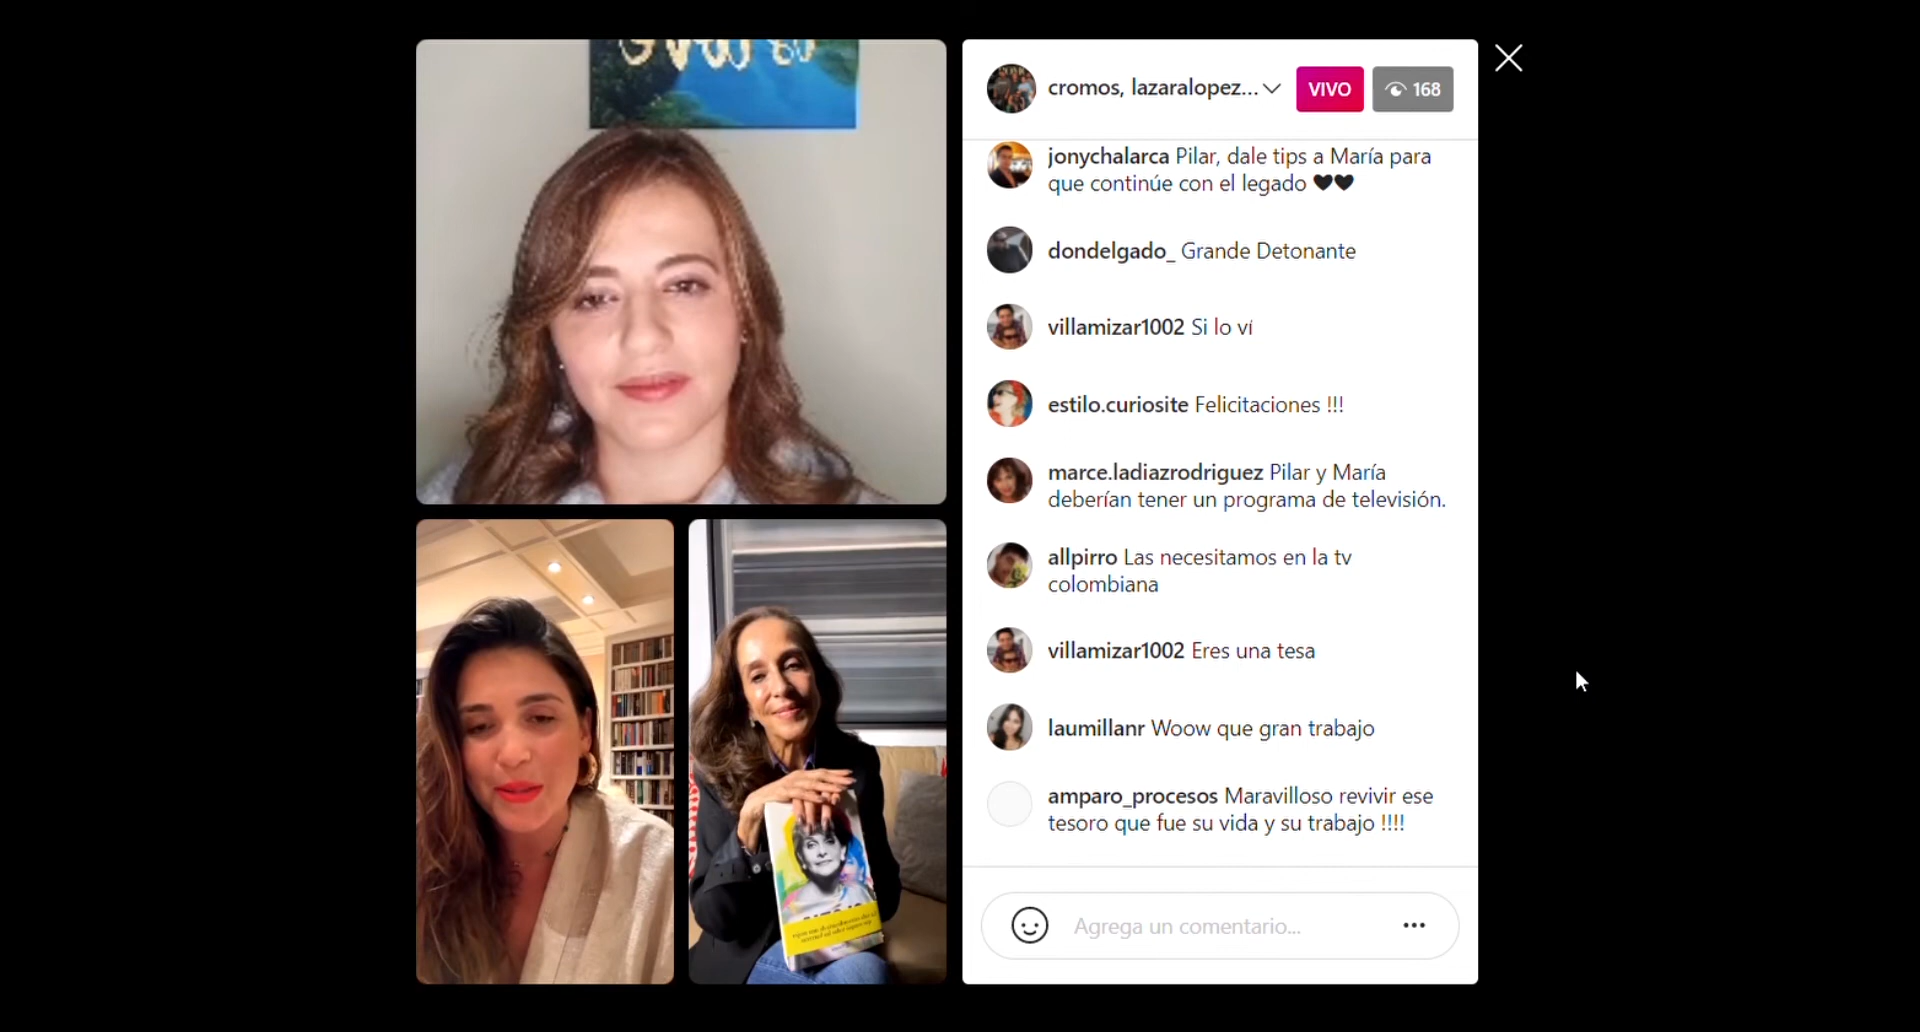 cromos, lazaralopez...
VIVO
168
jonychalarca Pilar, dale tips a María para
que continúe con el legado 🖤🖤
dondelgado_ Grande Detonante
villamizar1002 Si lo ví
estilo.curiosite Felicitaciones !!!
marce.ladiazrodriguez Pilar y María
deberían tener un programa de televisión.
allpirro Las necesitamos en la tv
colombiana
villamizar1002 Eres una tesa
laumillanr Woow que gran trabajo
amparo_procesos Maravilloso revivir ese
tesoro que fue su vida y su trabajo !!!!
Agrega un comentario...